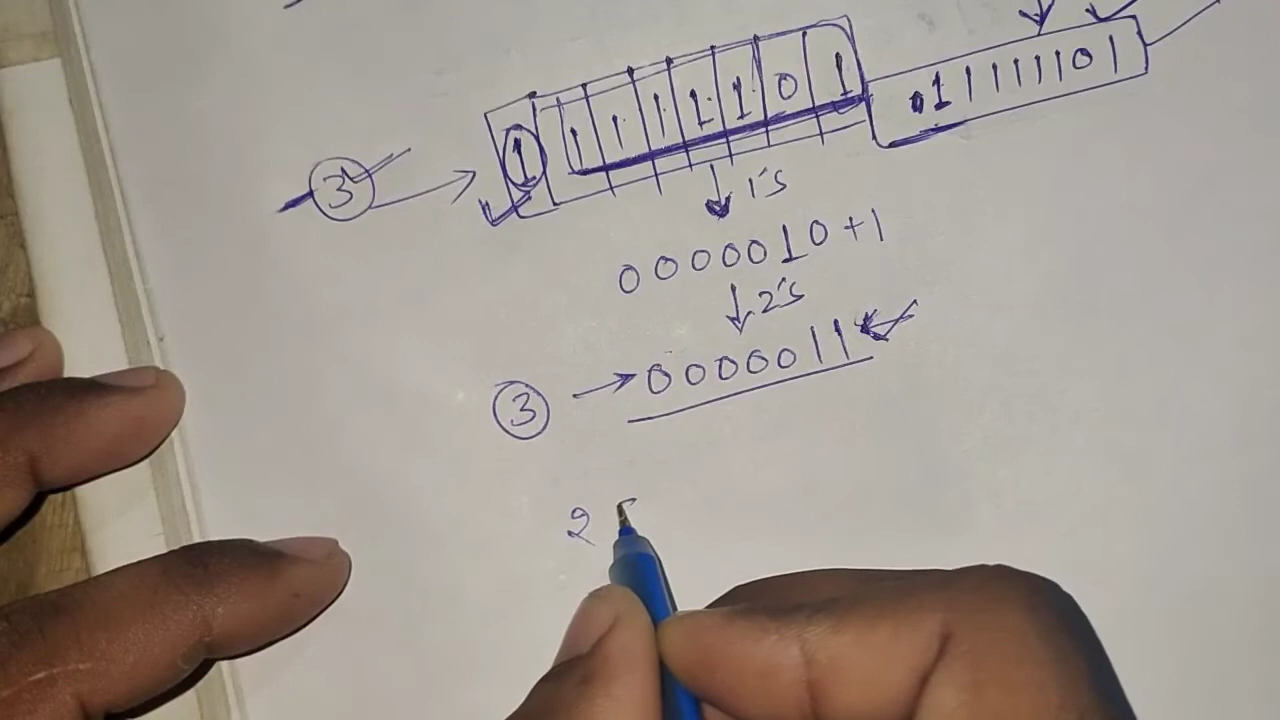 1 1 1 1 1 1 0 1
1 1 1 1 1 1 0 1
3
↓ 1's
0 0 0 0 0 1 0 + 1
↓ 2's
3 → 0 0 0 0 0 1 1
2